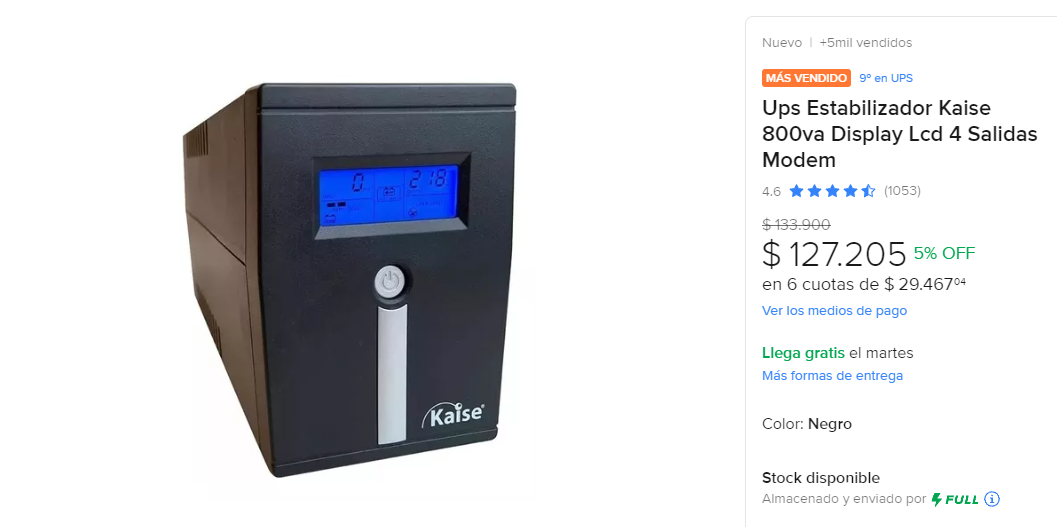 0
218
Kaise
Nuevo | +5mil vendidos
MÁS VENDIDO 9º en UPS
Ups Estabilizador Kaise
800va Display Lcd 4 Salidas
Modem
4.6 (1053)
$ 133.900
$ 127.205 5% OFF
en 6 cuotas de $ 29.467⁰⁴
Ver los medios de pago
Llega gratis el martes
Más formas de entrega
Color: Negro
Stock disponible
Almacenado y enviado por FULL